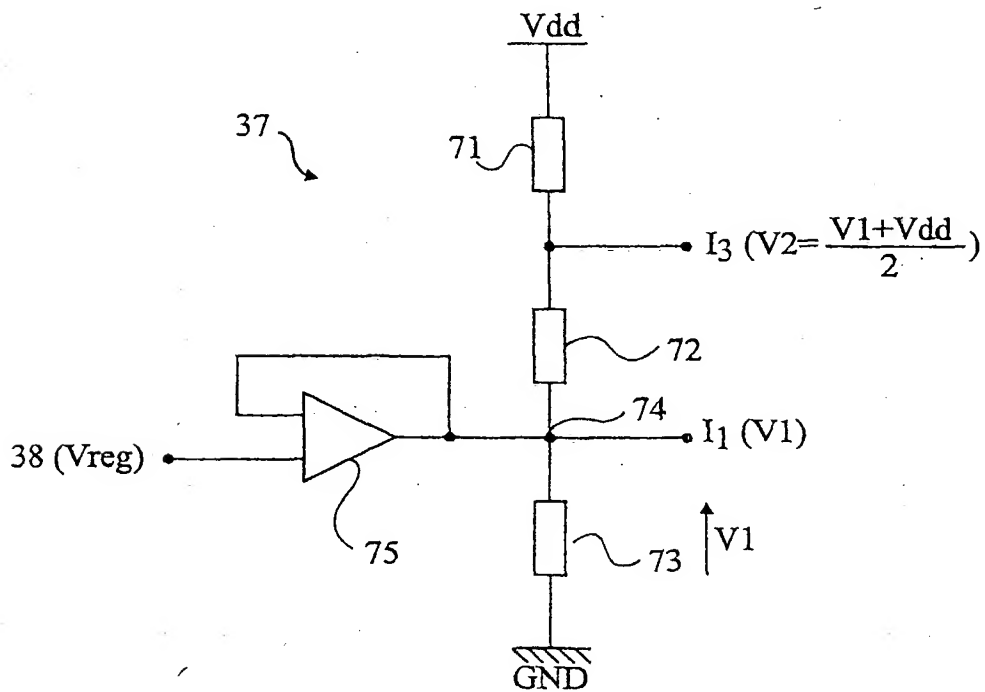 Vdd
37
71
I3 (V2= V1+Vdd / 2 )
72
74
38 (Vreg)
I1 (V1)
75
73
V1
GND